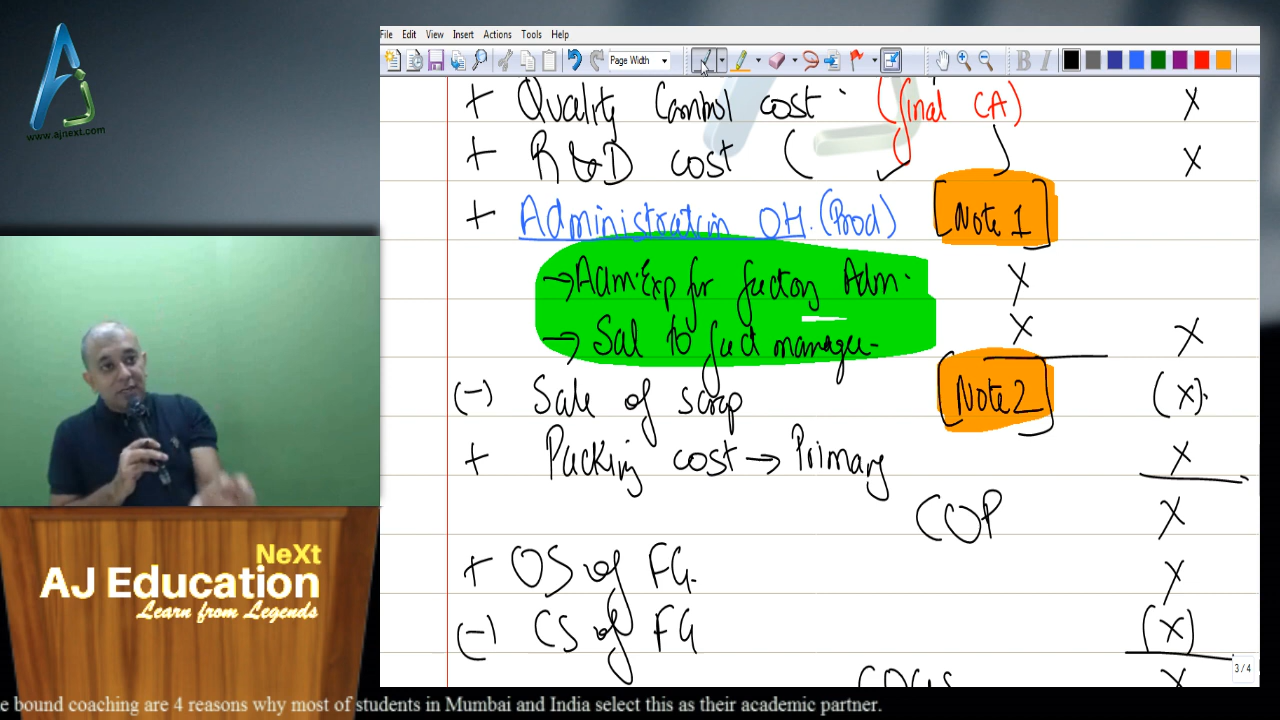 www.ajnext.com
File Edit View Insert Actions Tools Help
Page Width B I
+ Quality Control cost (final CA) X
+ R&D cost ( ) X
+ Administration OH. (Prod) [Note 1]
→ Adm. Exp for factory Adm. X
→ Sal to fact manager X X
(-) Sale of scrap [Note 2] (X)
+ Packing cost → Primary X
COP X
+ OS of FG. X
(-) CS of FG (X)
COGS X
3/4
NeXt
AJ Education
Learn from Legends
e bound coaching are 4 reasons why most of students in Mumbai and India select this as their academic partner.